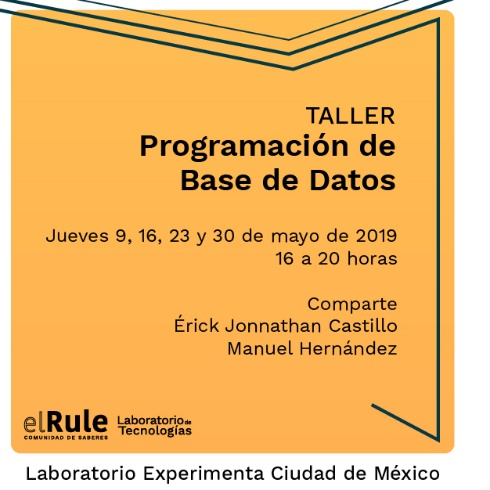 TALLER
Programación de
Base de Datos
Jueves 9, 16, 23 y 30 de mayo de 2019
16 a 20 horas
Comparte
Érick Jonnathan Castillo
Manuel Hernández
elRule
COMUNIDAD DE SABERES
Laboratorio de
Tecnologías
Laboratorio Experimenta Ciudad de México